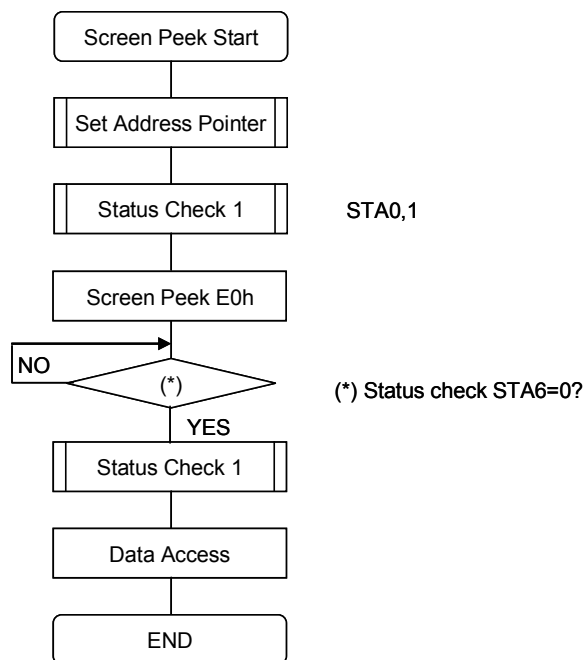 Screen Peek Start
Set Address Pointer
Status Check 1
STA0,1
Screen Peek E0h
NO
(*)
(*) Status check STA6=0?
YES
Status Check 1
Data Access
END